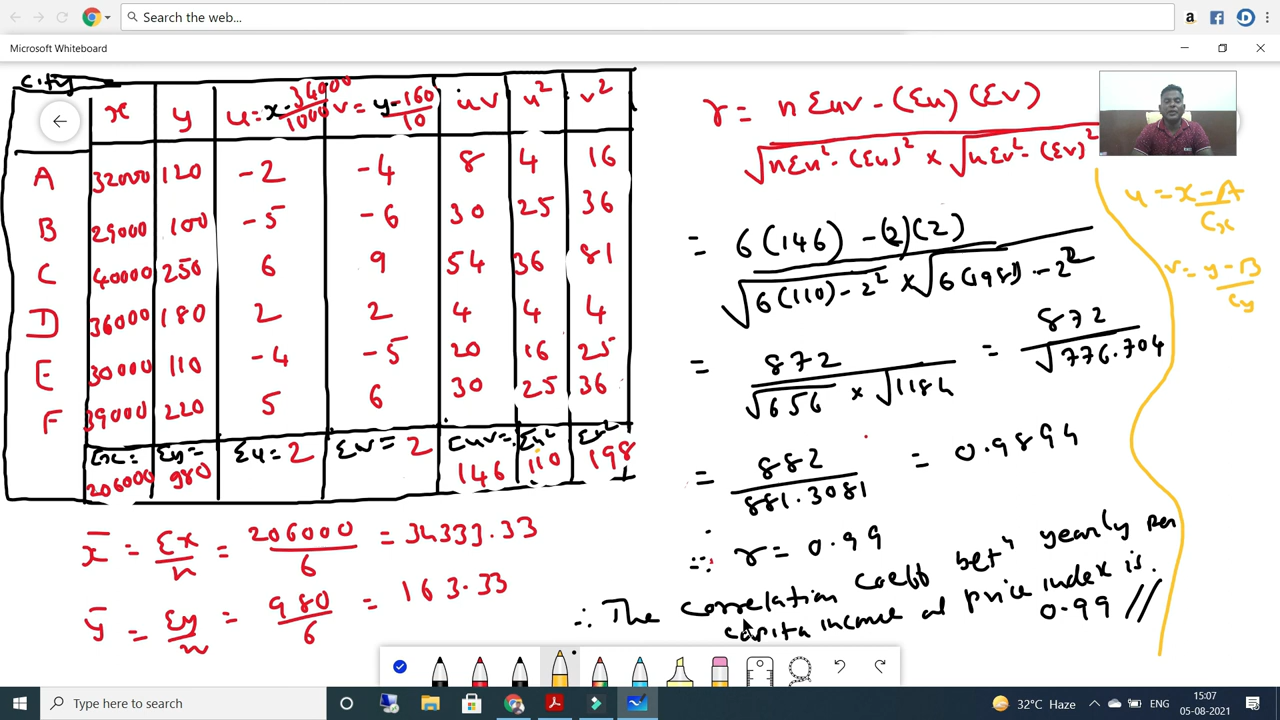 Search the web...
Microsoft Whiteboard
City
x y u = x-34000/1000 v = y-160/10 uv u² v²
A 32000 120 -2 -4 8 4 16
B 29000 100 -5 -6 30 25 36
C 40000 250 6 9 54 36 81
D 36000 180 2 2 4 4 4
E 30000 110 -4 -5 20 16 25
F 39000 220 5 6 30 25 36
Σx= 206000 Σy= 980 Σu= 2 Σv= 2 Σuv= 146 Σu² 110 Σv² 198
x̄ = Σx/n = 206000/6 = 34333.33
ȳ = Σy/n = 980/6 = 163.33
r = nΣuv - (Σu)(Σv) / √nΣu² - (Σu)² × √nΣv² - (Σv)²
= 6(146) - (2)(2) / √6(110) - 2² × √6(198) - 2²
= 872 / √656 × √1184 = 872 / √776.704
= 882 / 881.3081 = 0.9894
∴ r = 0.99
∴ The correlation coeff betⁿ yearly per
capita income and price index is.
0.99 //
u = x-A/Cx
v = y-B/Cy
Type here to search
32°C Haze
ENG
15:07
05-08-2021